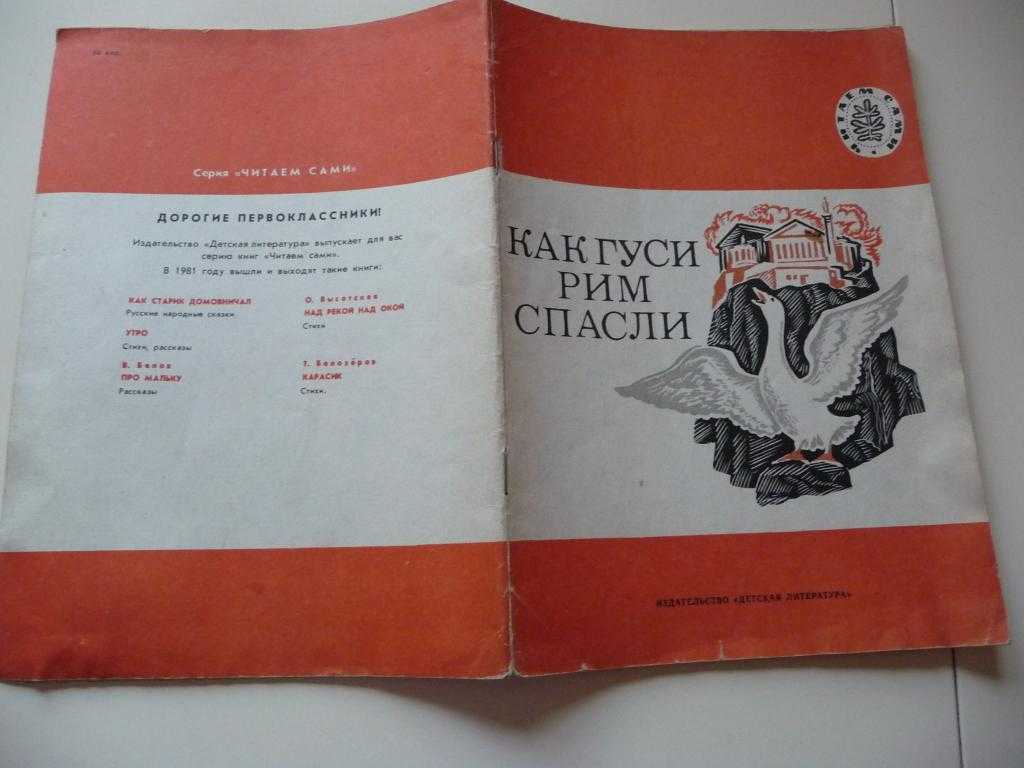 Серия «ЧИТАЕМ САМИ»
ДОРОГИЕ ПЕРВОКЛАССНИКИ!
Издательство «Детская литература» выпускает для вас
серию книг «Читаем сами».
В 1981 году вышли и выходят такие книги:
КАК СТАРИК ДОМОВНИЧАЛ
Русские народные сказки
УТРО
Стихи, рассказы
В. Белов
ПРО МАЛЬКУ
Рассказы
О. Высотская
НАД РЕКОЙ НАД ОКОЙ
Стихи
Т. Белозёров
КАРАСИК
Стихи.
ЧИТАЕМ САМИ
КАК ГУСИ
РИМ
СПАСЛИ
ИЗДАТЕЛЬСТВО «ДЕТСКАЯ ЛИТЕРАТУРА»